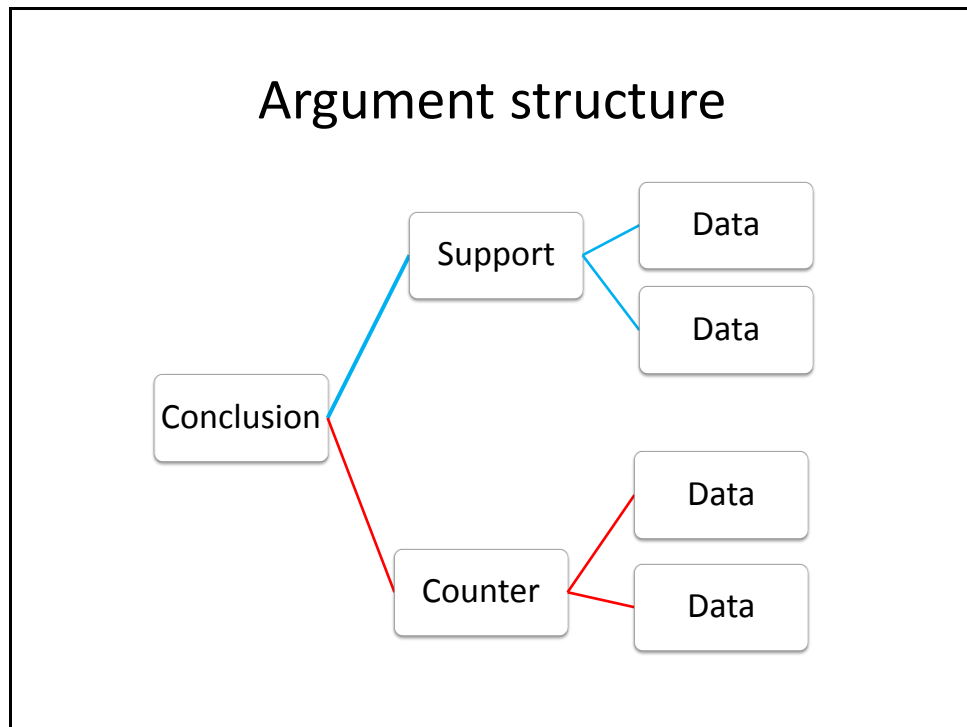 Argument structure
Support
Data
Data
Conclusion
Counter
Data
Data